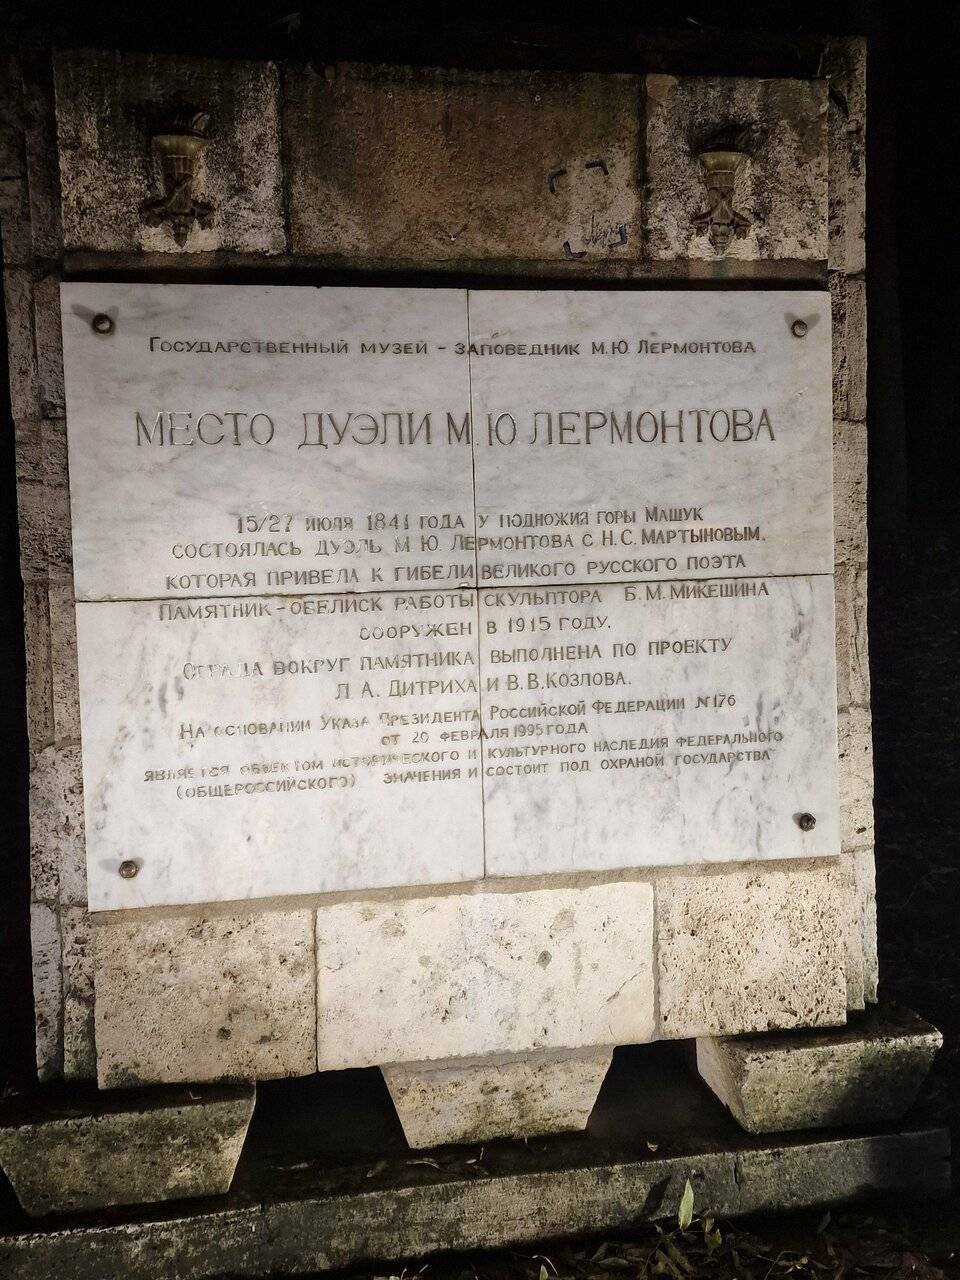 Государственный музей - заповедник М.Ю. Лермонтова
Место дуэли М.Ю. Лермонтова
15/27 июля 1841 года у подножия горы Машук
состоялась дуэль М.Ю. Лермонтова с Н.С. Мартыновым,
которая привела к гибели великого русского поэта
Памятник-обелиск работы скульптора Б.М. Микешина
сооружен в 1915 году.
Ограда вокруг памятника выполнена по проекту
Л.А. Дитриха и В.В. Козлова.
На основании Указа Президента Российской Федерации №176
от 20 февраля 1995 года
является объектом исторического и культурного наследия федерального
(общероссийского) значения и состоит под охраной государства